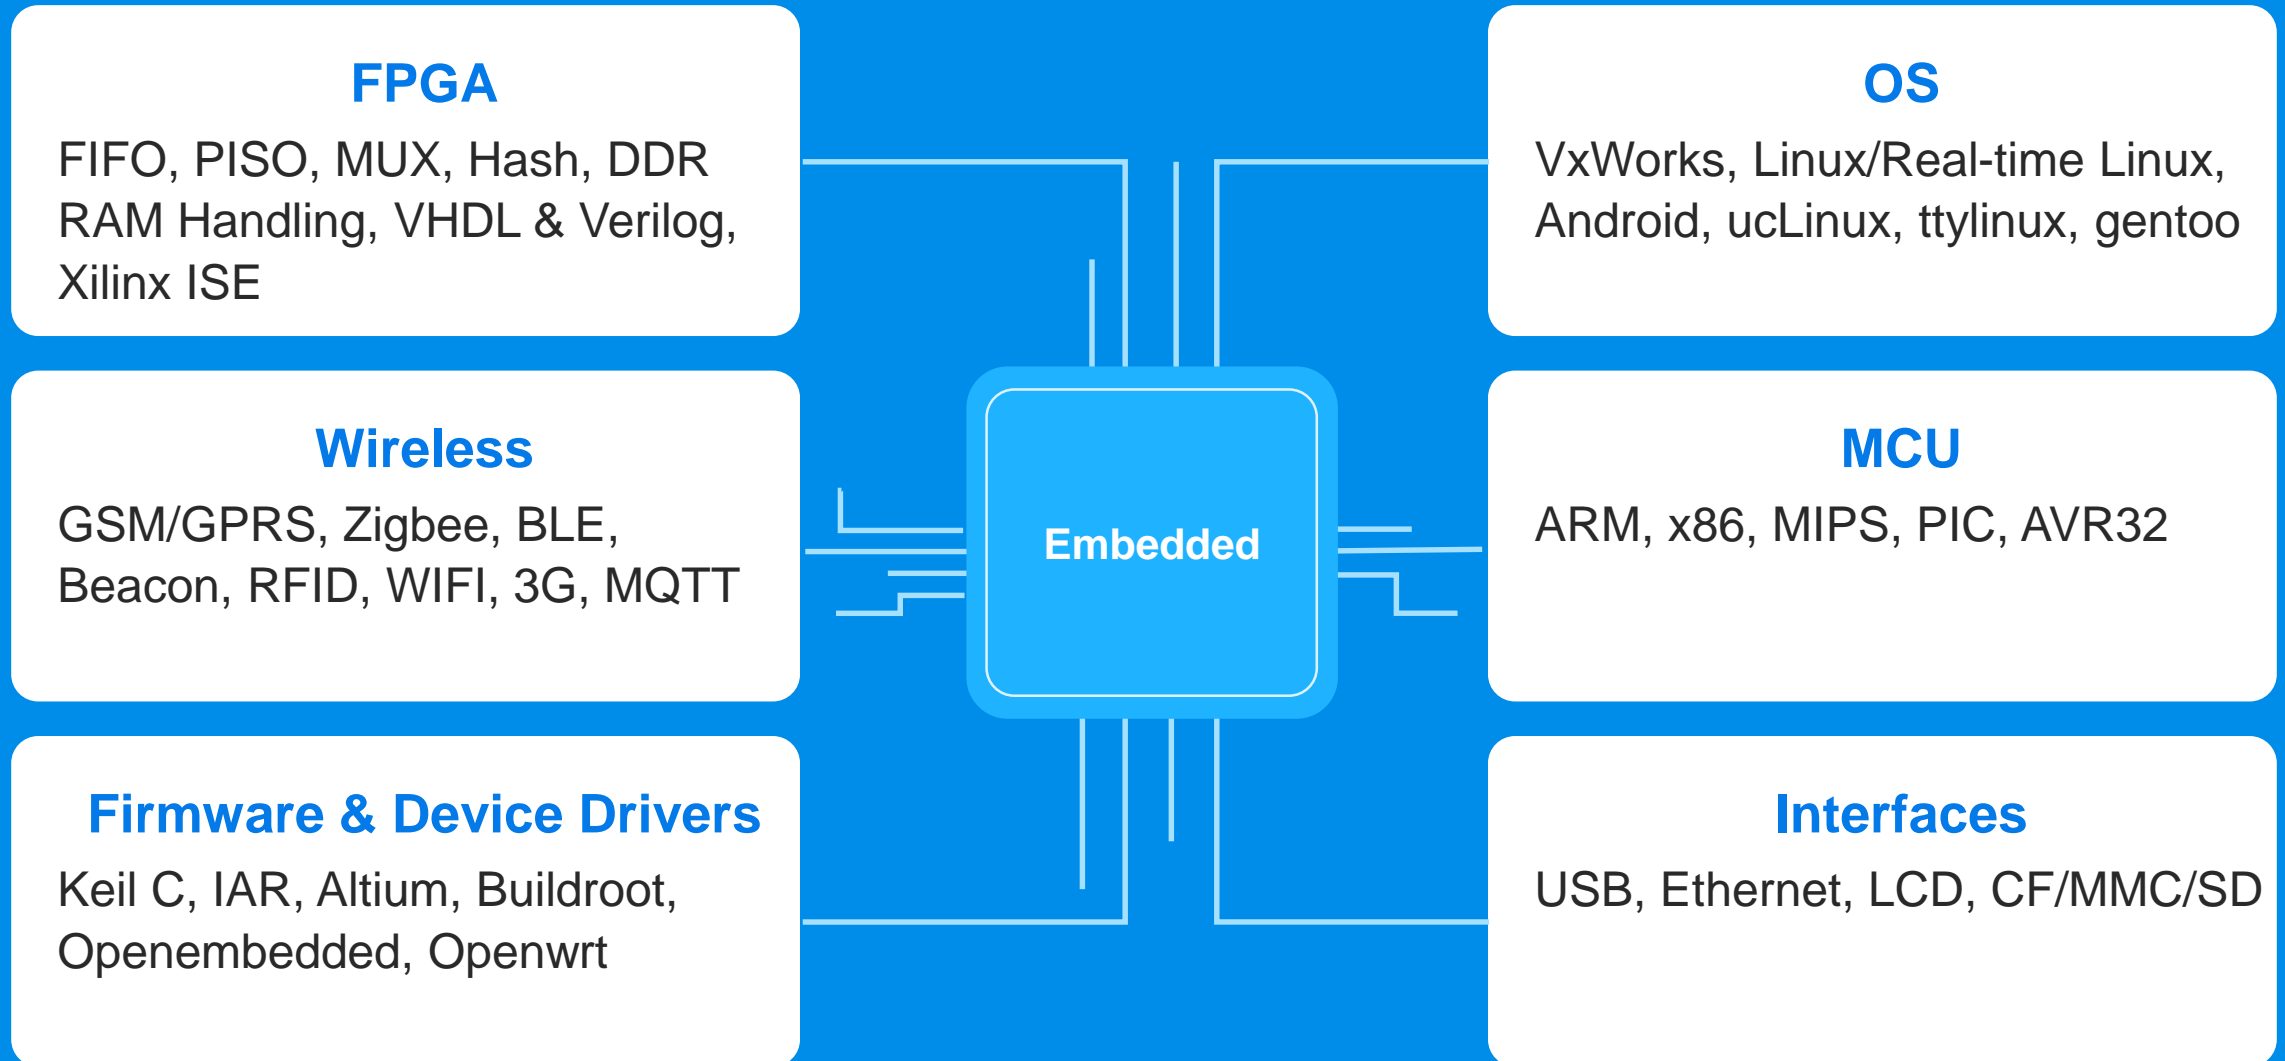 FPGA
FIFO, PISO, MUX, Hash, DDR
RAM Handling, VHDL & Verilog,
Xilinx ISE
Wireless
GSM/GPRS, Zigbee, BLE,
Beacon, RFID, WIFI, 3G, MQTT
Firmware & Device Drivers
Keil C, IAR, Altium, Buildroot,
Openembedded, Openwrt
Embedded
OS
VxWorks, Linux/Real-time Linux,
Android, ucLinux, ttylinux, gentoo
MCU
ARM, x86, MIPS, PIC, AVR32
Interfaces
USB, Ethernet, LCD, CF/MMC/SD